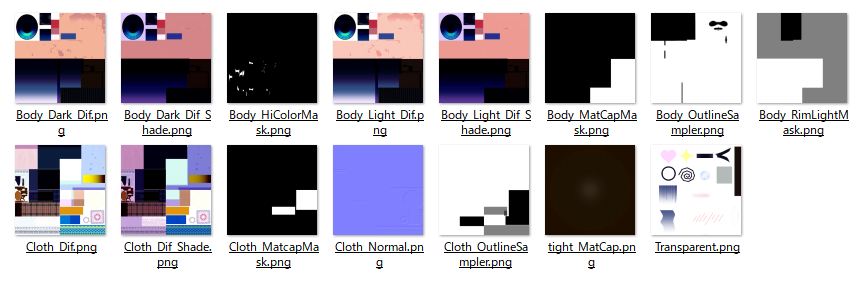 Body_Dark_Dif.pn
g
Body_Dark_Dif_S
hade.png
Body_HiColorMa
sk.png
Body_Light_Dif.p
ng
Body_Light_Dif_S
hade.png
Body_MatCapMa
sk.png
Body_OutlineSa
mpler.png
Body_RimLightM
ask.png
Cloth_Dif.png
Cloth_Dif_Shade.
png
Cloth_MatcapMa
sk.png
Cloth_Normal.pn
g
Cloth_OutlineSa
mpler.png
tight_MatCap.pn
g
Transparent.png